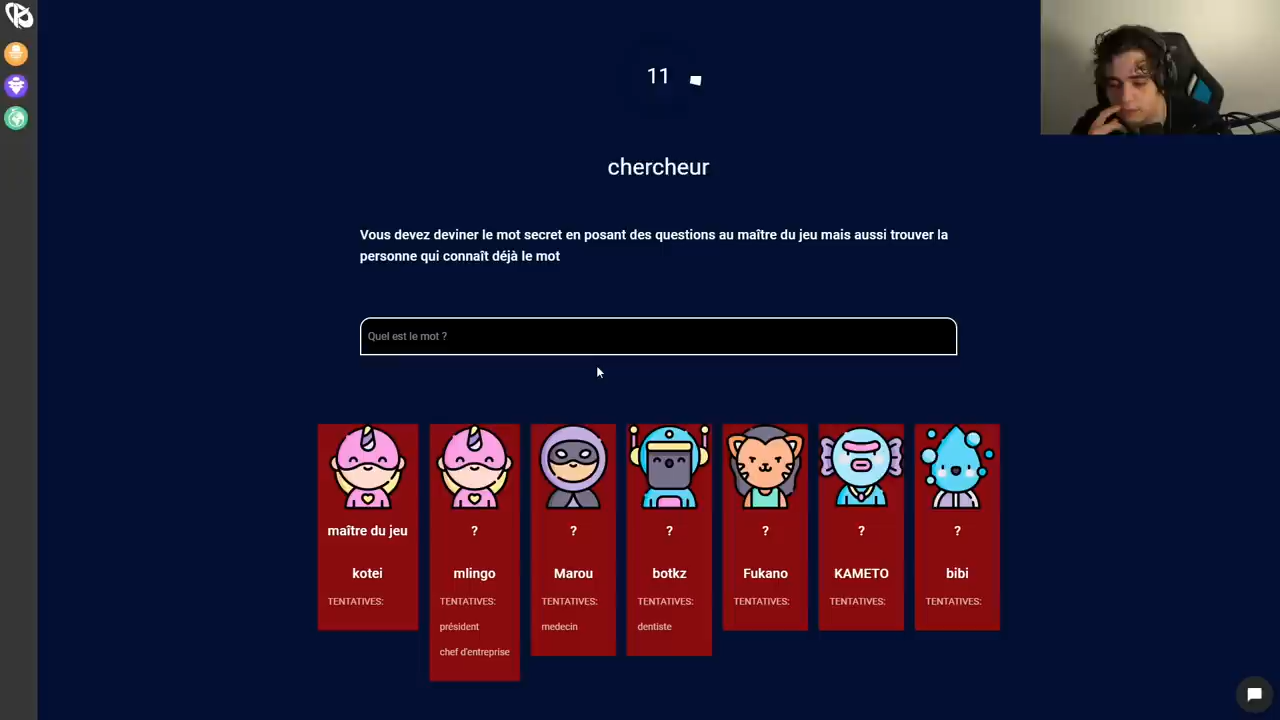 11
chercheur
Vous devez deviner le mot secret en posant des questions au maître du jeu mais aussi trouver la
personne qui connaît déjà le mot
Quel est le mot ?
maître du jeu
kotei
TENTATIVES:
?
mlingo
TENTATIVES:
président
chef d'entreprise
?
Marou
TENTATIVES:
medecin
?
botkz
TENTATIVES:
dentiste
?
Fukano
TENTATIVES:
?
KAMETO
TENTATIVES:
?
bibi
TENTATIVES: